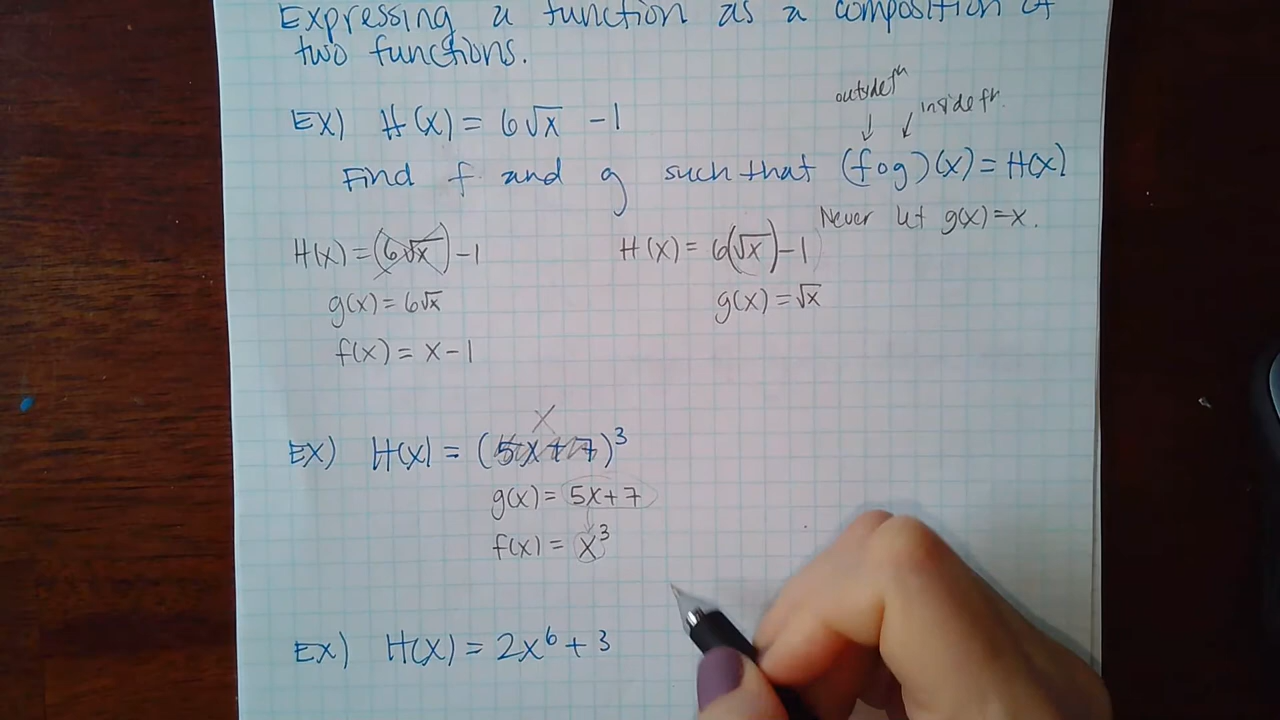 Expressing a function as a composition of
two functions.
outside fn
inside fn.
EX) H(x) = 6√x - 1
Find f and g such that (f∘g)(x) = H(x)
Never let g(x) = x.
H(x) = (6√x) - 1
H(x) = 6(√x) - 1
g(x) = 6√x
g(x) = √x
f(x) = x - 1
x
EX) H(x) = (5x + 7)³
g(x) = 5x + 7
f(x) = x³
EX) H(x) = 2x⁶ + 3